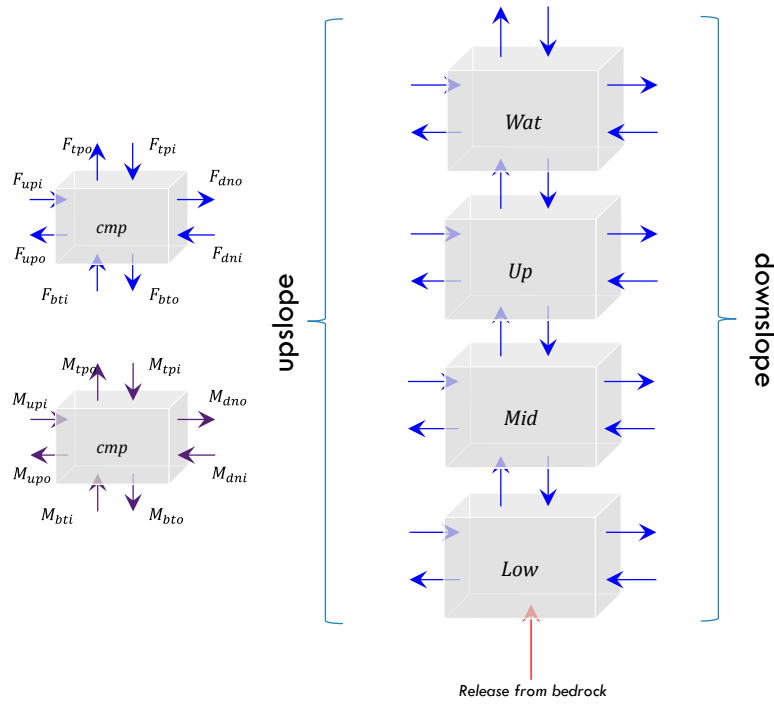 F_tpo F_tpi
F_upi F_dno
cmp
F_upo F_dni
F_bti F_bto
M_tpo M_tpi
M_upi M_dno
cmp
M_upo M_dni
M_bti M_bto
upslope
Wat
Up
Mid
Low
Release from bedrock
downslope